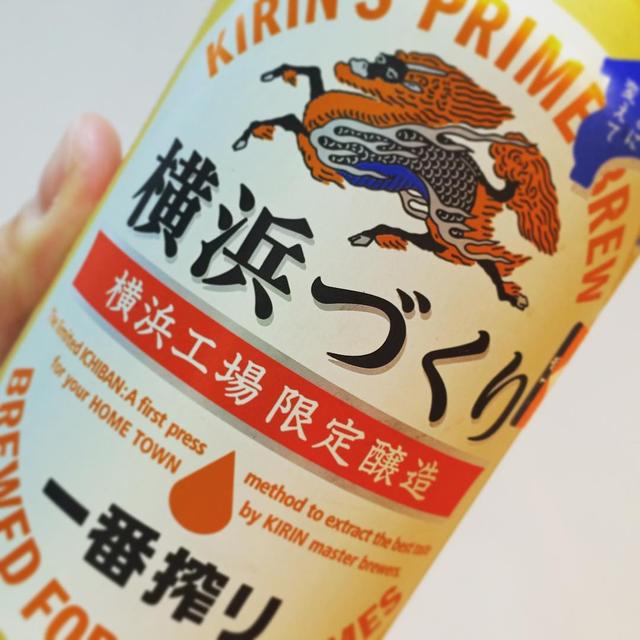 KIRIN'S PRIME BREW
横浜づくり
横浜工場 限定醸造
limited ICHIBAN: A first press
for your HOME TOWN
method to extract the best taste
by KIRIN master brewers.
一番搾り
BREWED FOR